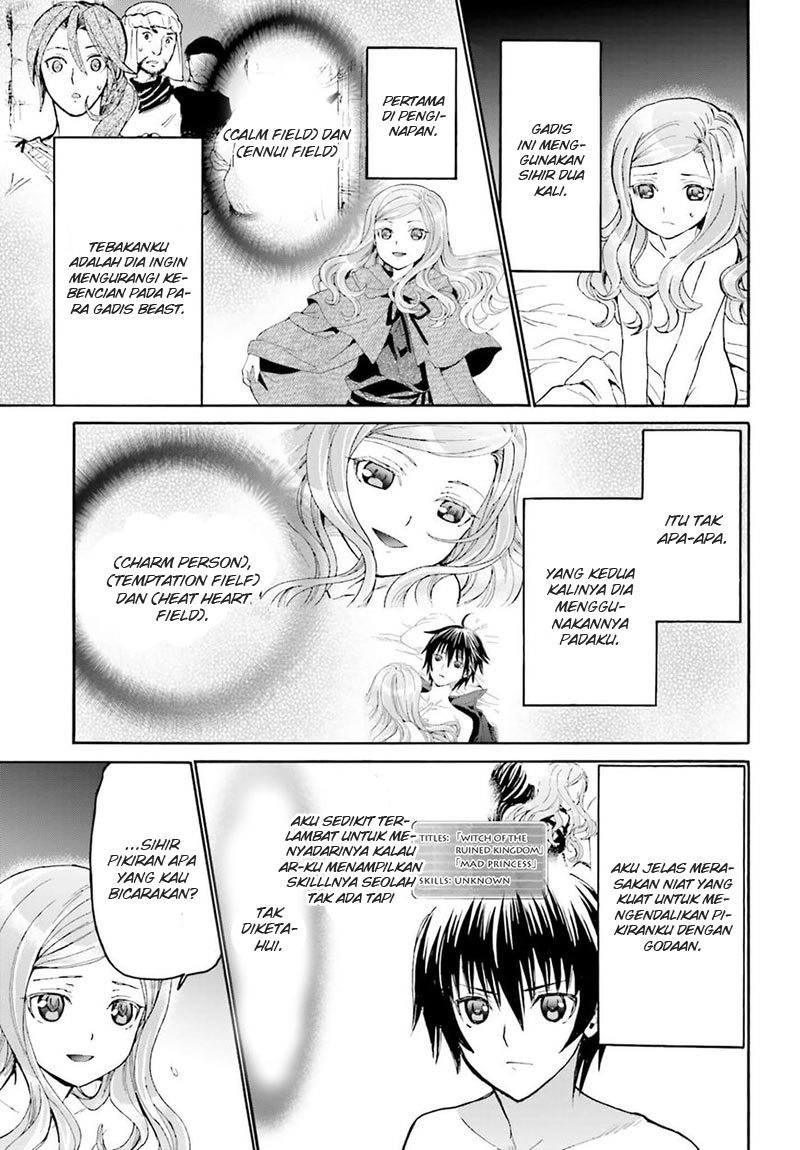 GADIS
INI MENG-
GUNAKAN
SIHIR DUA
KALI.
PERTAMA
DI PENGI-
NAPAN.
(CALM FIELD) DAN
(ENNUI FIELD)
TEBAKANKU
ADALAH DIA INGIN
MENGURANGI KE-
BENCIAN PADA PA-
RA GADIS BEAST.
ITU TAK
APA-APA.
YANG KEDUA
KALINYA DIA
MENGGU-
NAKANNYA
PADAKU.
(CHARM PERSON),
(TEMPTATION FIELF)
DAN (HEAT HEART
FIELD).
AKU JELAS MERA-
SAKAN NIAT YANG
KUAT UNTUK ME-
NGENDALIKAN PI-
KIRANKU DENGAN
GODAAN.
TITLES: 「WITCH OF THE
RUINED KINGDOM」
「MAD PRINCESS」
SKILLS: UNKNOWN
AKU SEDIKIT TER-
LAMBAT UNTUK ME-
NYADARINYA KALAU
AR-KU MENAMPILKAN
SKILLLNYA SEOLAH
TAK ADA TAPI
TAK
DIKETA-
HUI.
...SIHIR
PIKIRAN APA
YANG KAU
BICARAKAN?